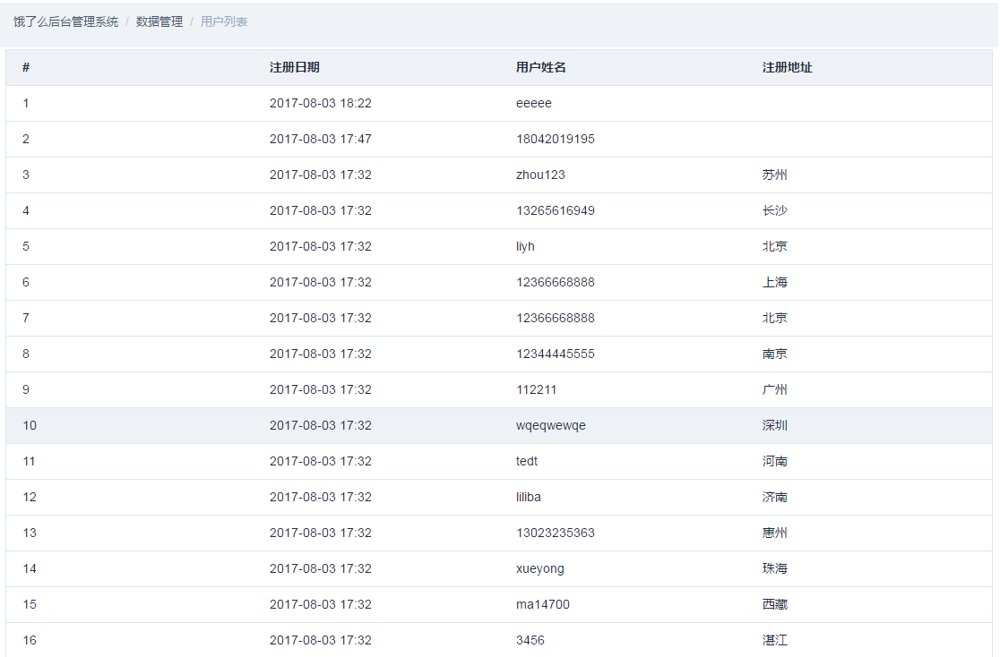 饿了么后台管理系统 / 数据管理 / 用户列表
# 注册日期 用户姓名 注册地址
1 2017-08-03 18:22 eeeee
2 2017-08-03 17:47 18042019195
3 2017-08-03 17:32 zhou123 苏州
4 2017-08-03 17:32 13265616949 长沙
5 2017-08-03 17:32 liyh 北京
6 2017-08-03 17:32 12366668888 上海
7 2017-08-03 17:32 12366668888 北京
8 2017-08-03 17:32 12344445555 南京
9 2017-08-03 17:32 112211 广州
10 2017-08-03 17:32 wqeqwewqe 深圳
11 2017-08-03 17:32 tedt 河南
12 2017-08-03 17:32 liliba 济南
13 2017-08-03 17:32 13023235363 惠州
14 2017-08-03 17:32 xueyong 珠海
15 2017-08-03 17:32 ma14700 西藏
16 2017-08-03 17:32 3456 湛江